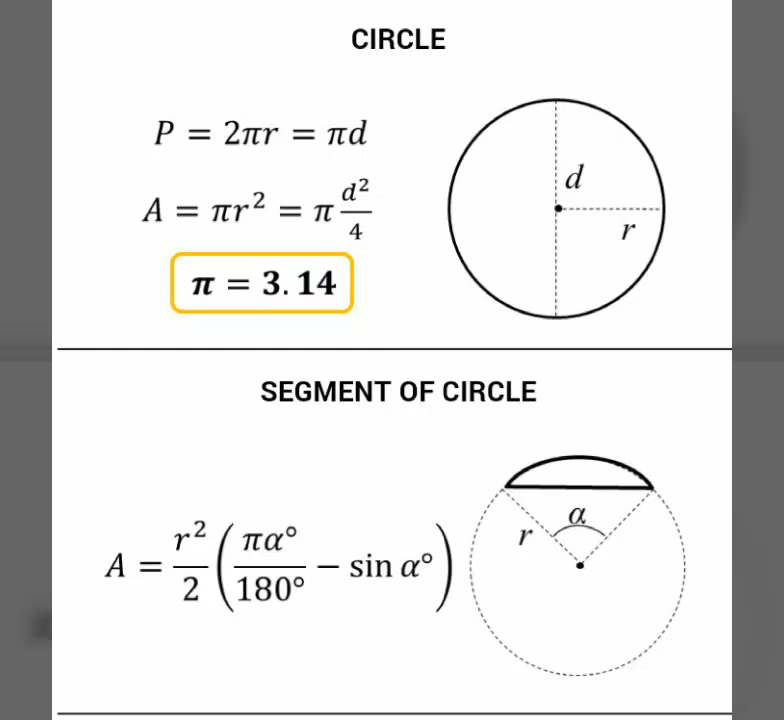 CIRCLE
P = 2πr = πd
A = πr² = π d²/4
π = 3.14
d
r
SEGMENT OF CIRCLE
A = r²/2 (πα°/180° − sin α°)
α
r